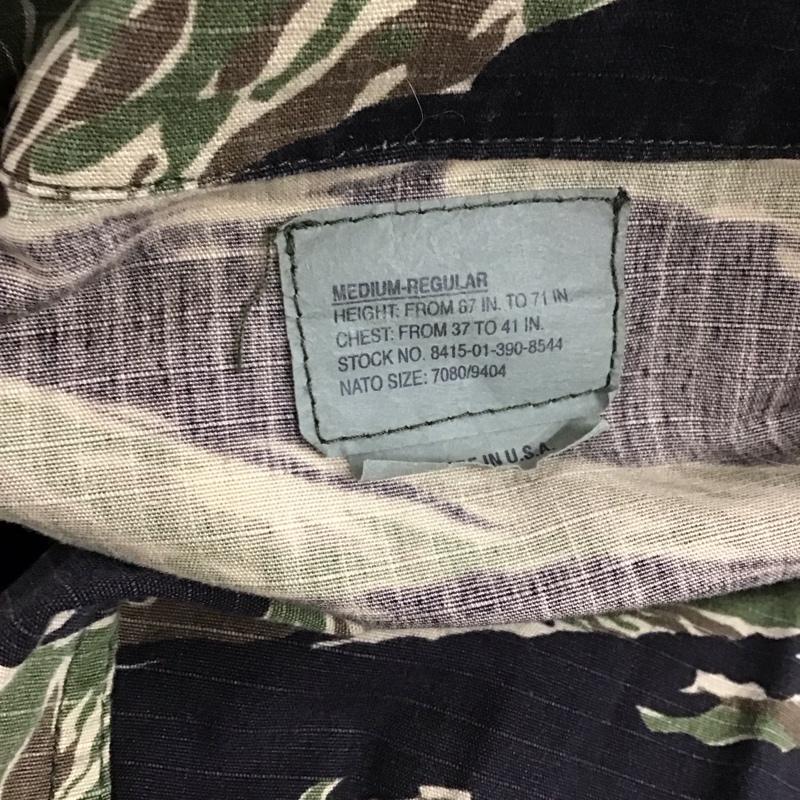 MEDIUM-REGULAR
HEIGHT: FROM 67 IN. TO 71 IN.
CHEST: FROM 37 TO 41 IN.
STOCK NO. 8415-01-390-8544
NATO SIZE: 7080/9404
IN U.S.A.